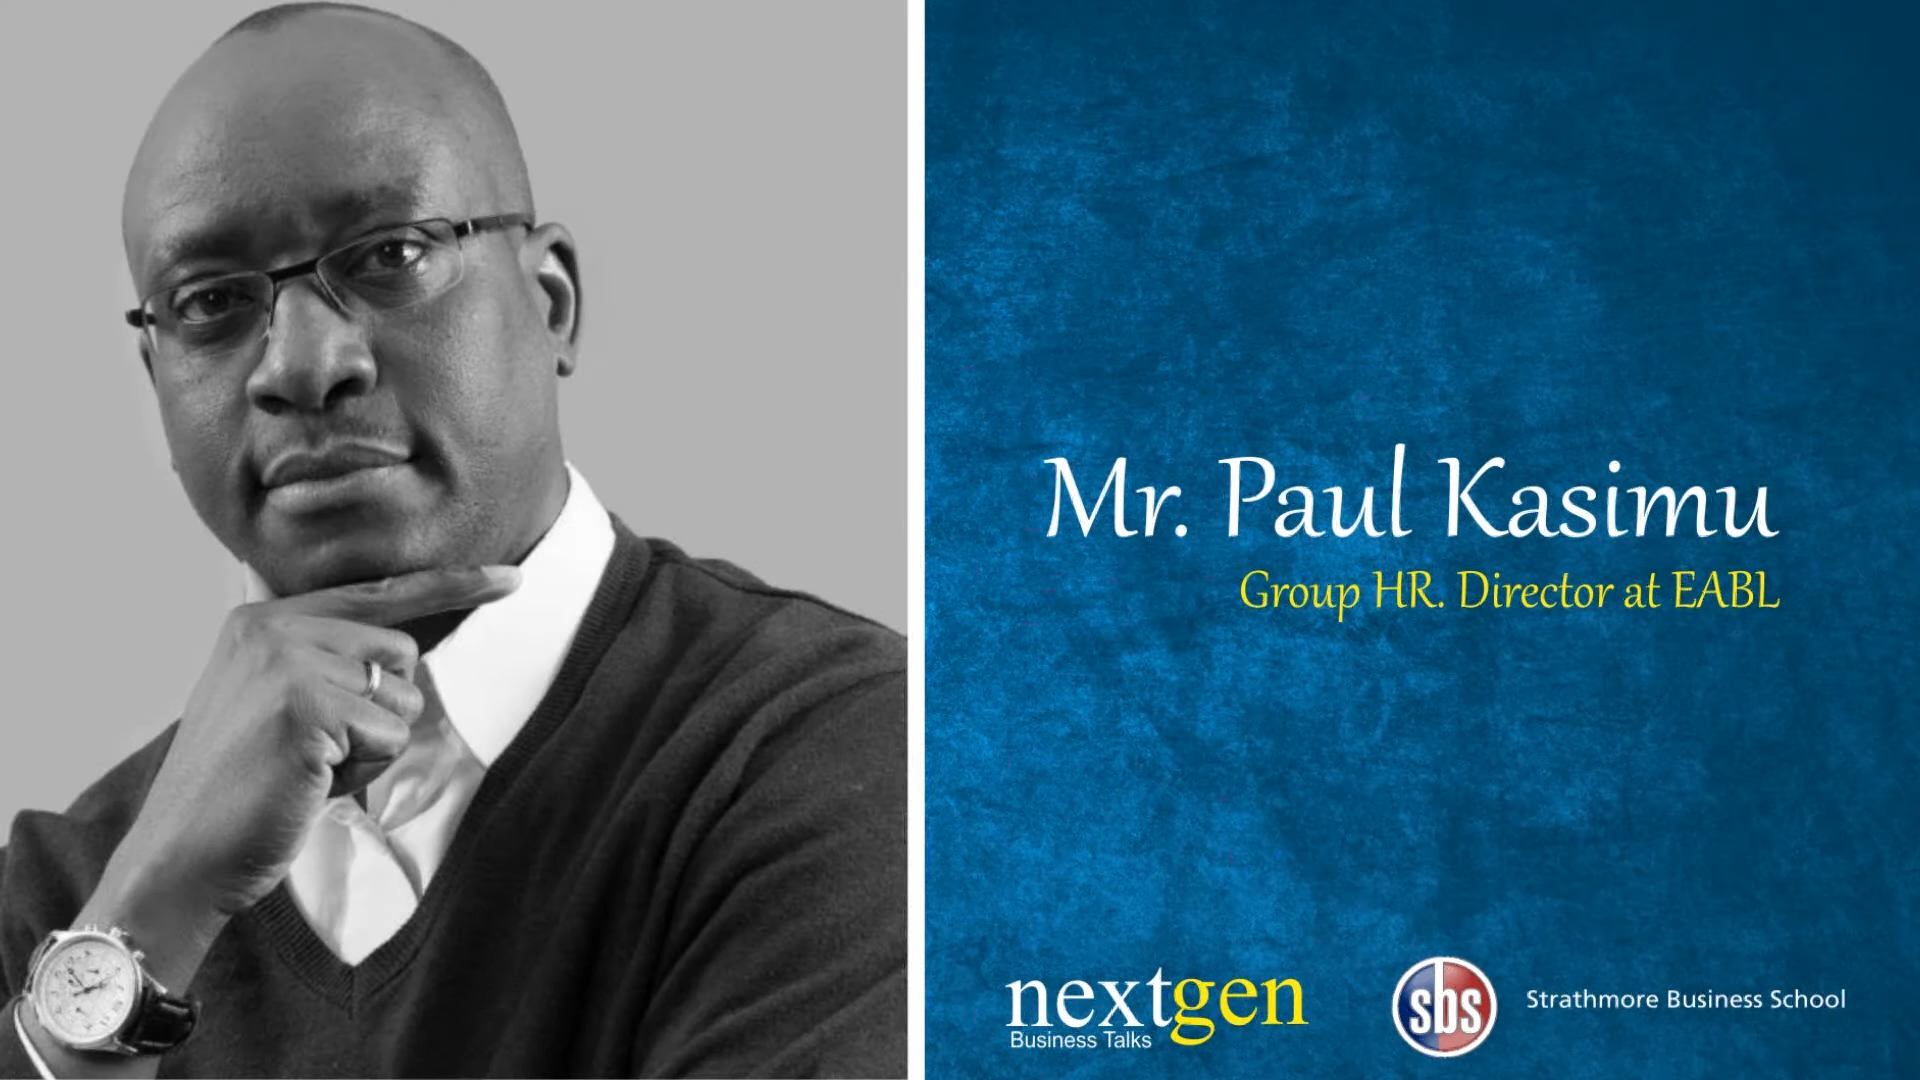 Mr. Paul Kasimu
Group HR. Director at EABL
nextgen
Business Talks
sbs
Strathmore Business School